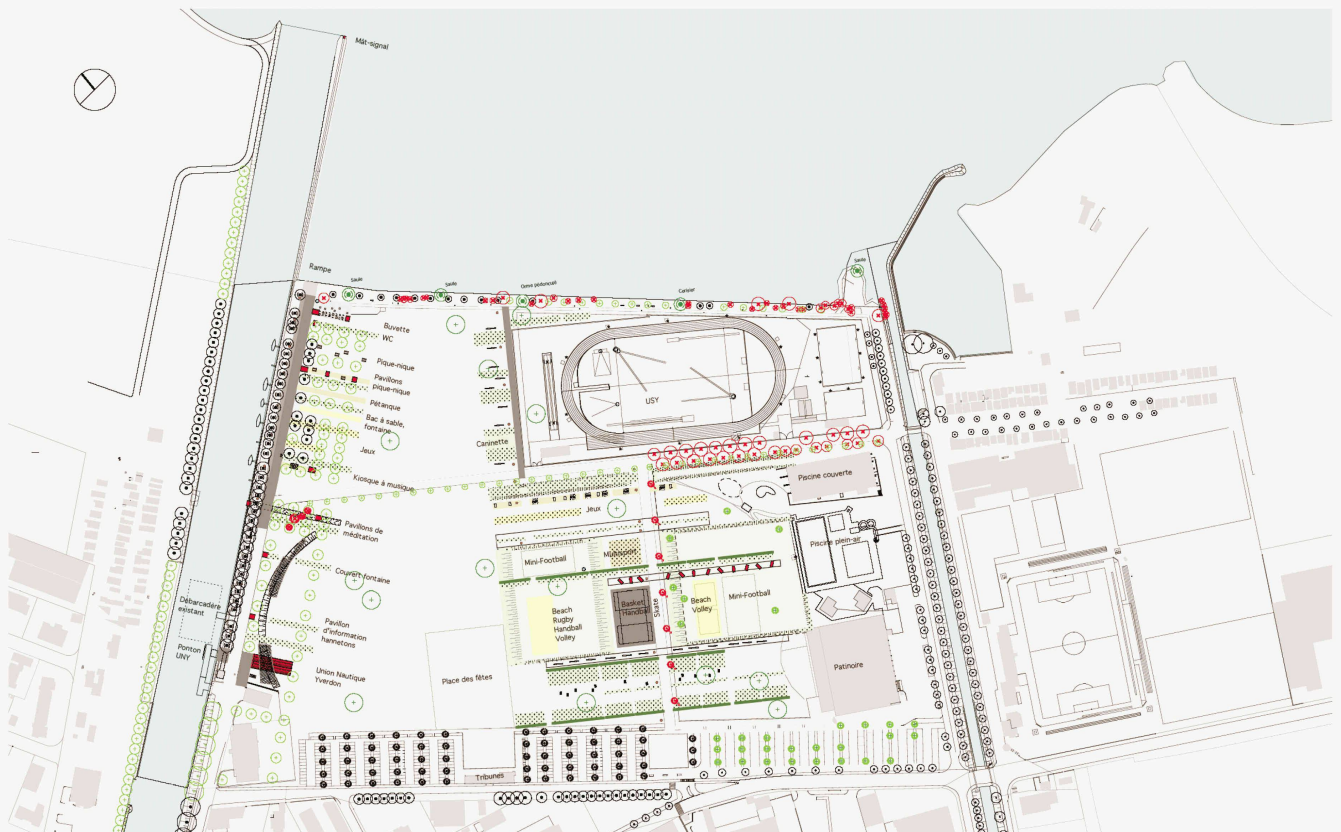 Mât-signal
Rampe
Saule
Saule
Orme pédonculé
Cerisier
Saule
Buvette
WC
Pique-nique
Pavillons
pique-nique
Pétanque
Bac à sable,
fontaine
Jeux
Caninette
USY
Kiosque à musique
Piscine couverte
Jeux
Pavillons de
méditation
Piscine plein-air
Mini-Football
Multisport
Couvert fontaine
Débarcadère
existant
Beach
Rugby
Handball
Volley
Basket
Handball
Skate
Beach
Volley
Mini-Football
Pavillon
d'information
hannetons
Ponton
UNY
Union Nautique
Yverdon
Place des fêtes
Patinoire
Tribunes